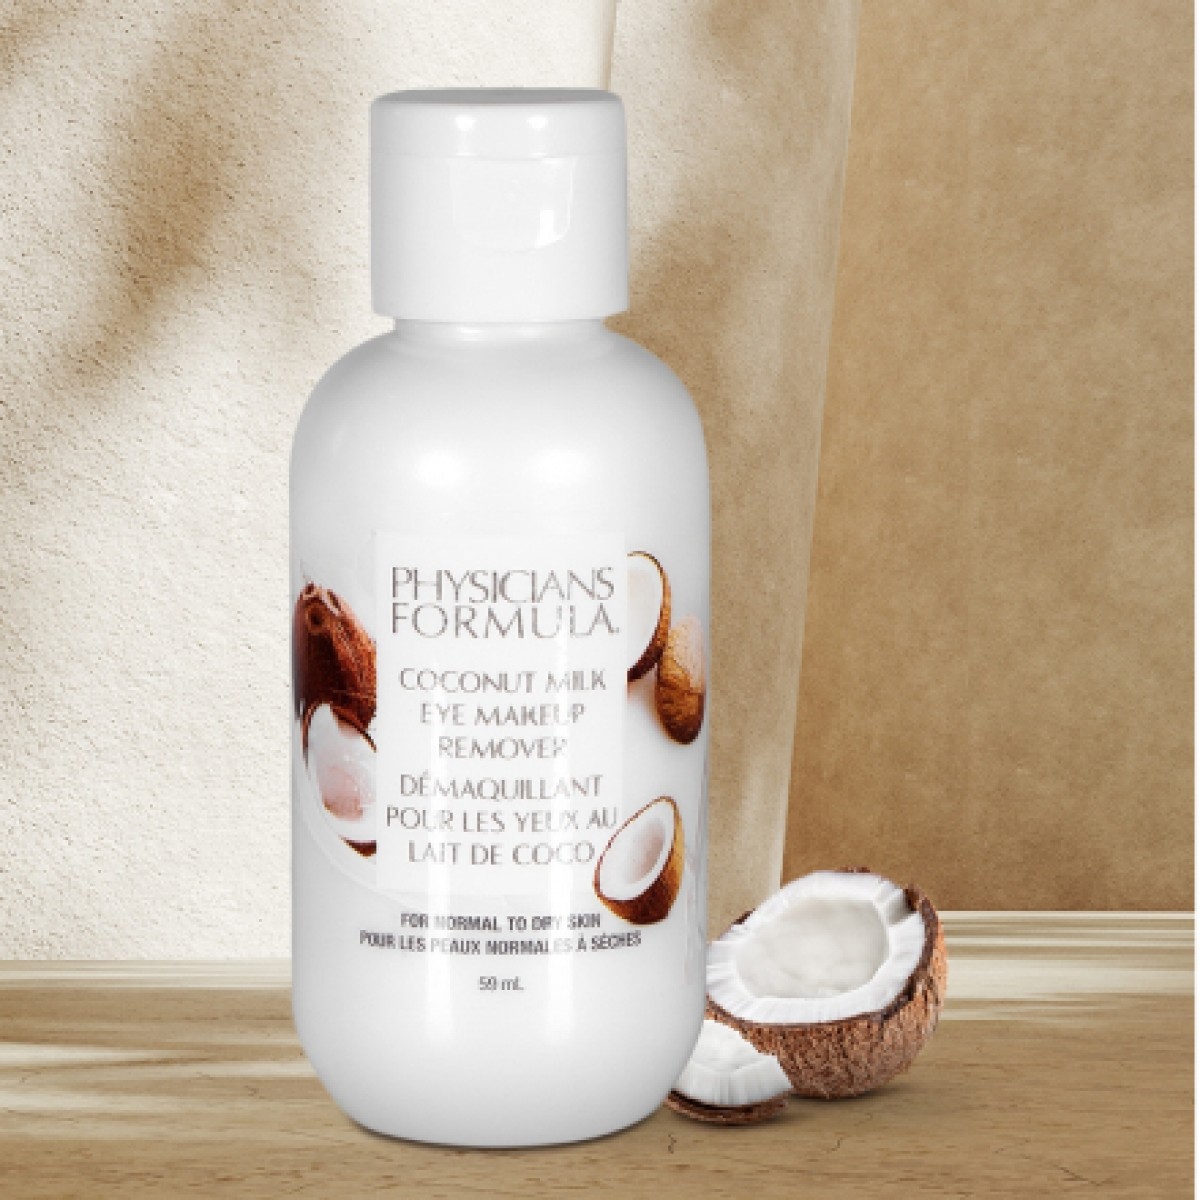 PHYSICIANS
FORMULA.
COCONUT MILK
EYE MAKEUP
REMOVER
DÉMAQUILLANT
POUR LES YEUX AU
LAIT DE COCO
FOR NORMAL TO DRY SKIN
POUR LES PEAUX NORMALES À SÈCHES
59 mL